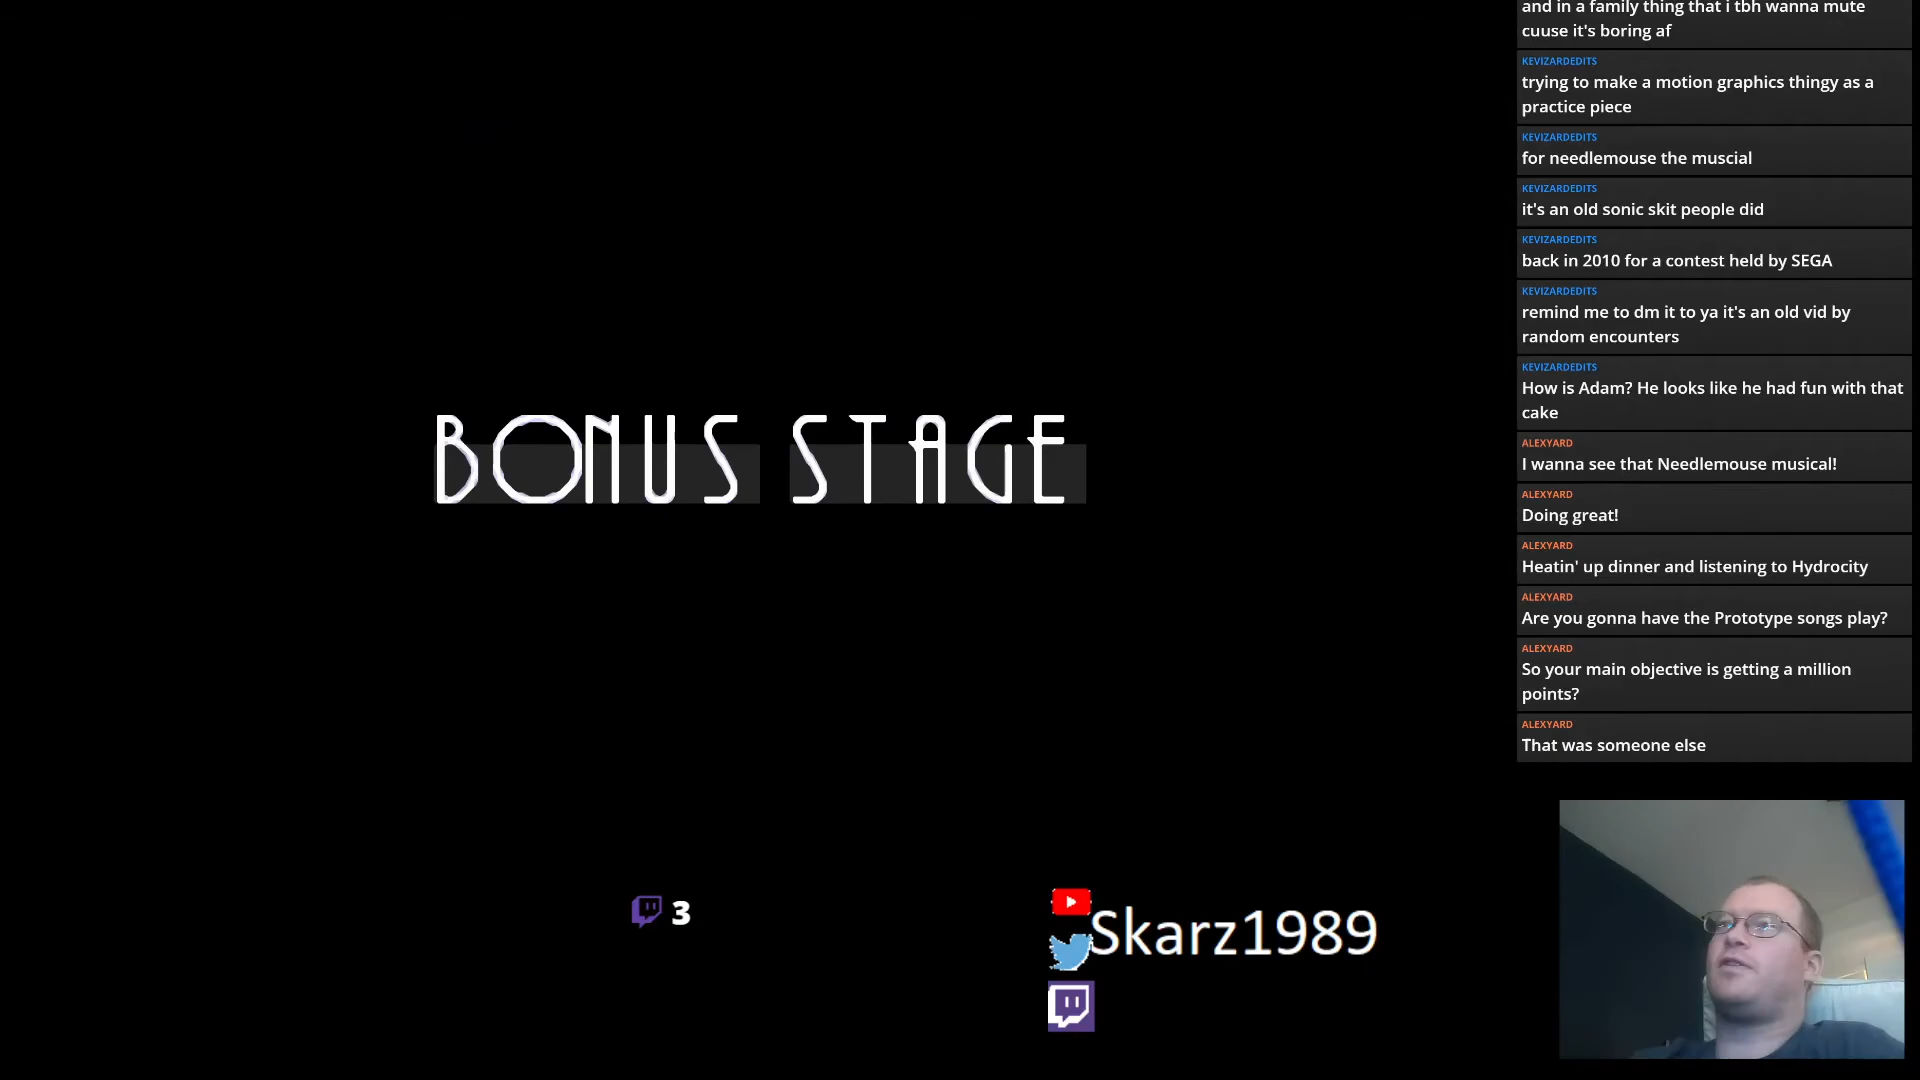 and in a family thing that i tbh wanna mute
cuuse it's boring af
KEVIZARDEDITS
trying to make a motion graphics thingy as a
practice piece
KEVIZARDEDITS
for needlemouse the muscial
KEVIZARDEDITS
it's an old sonic skit people did
KEVIZARDEDITS
back in 2010 for a contest held by SEGA
KEVIZARDEDITS
remind me to dm it to ya it's an old vid by
random encounters
KEVIZARDEDITS
How is Adam? He looks like he had fun with that
cake
ALEXYARD
I wanna see that Needlemouse musical!
ALEXYARD
Doing great!
ALEXYARD
Heatin' up dinner and listening to Hydrocity
ALEXYARD
Are you gonna have the Prototype songs play?
ALEXYARD
So your main objective is getting a million
points?
ALEXYARD
That was someone else
BONUS STAGE
3
Skarz1989